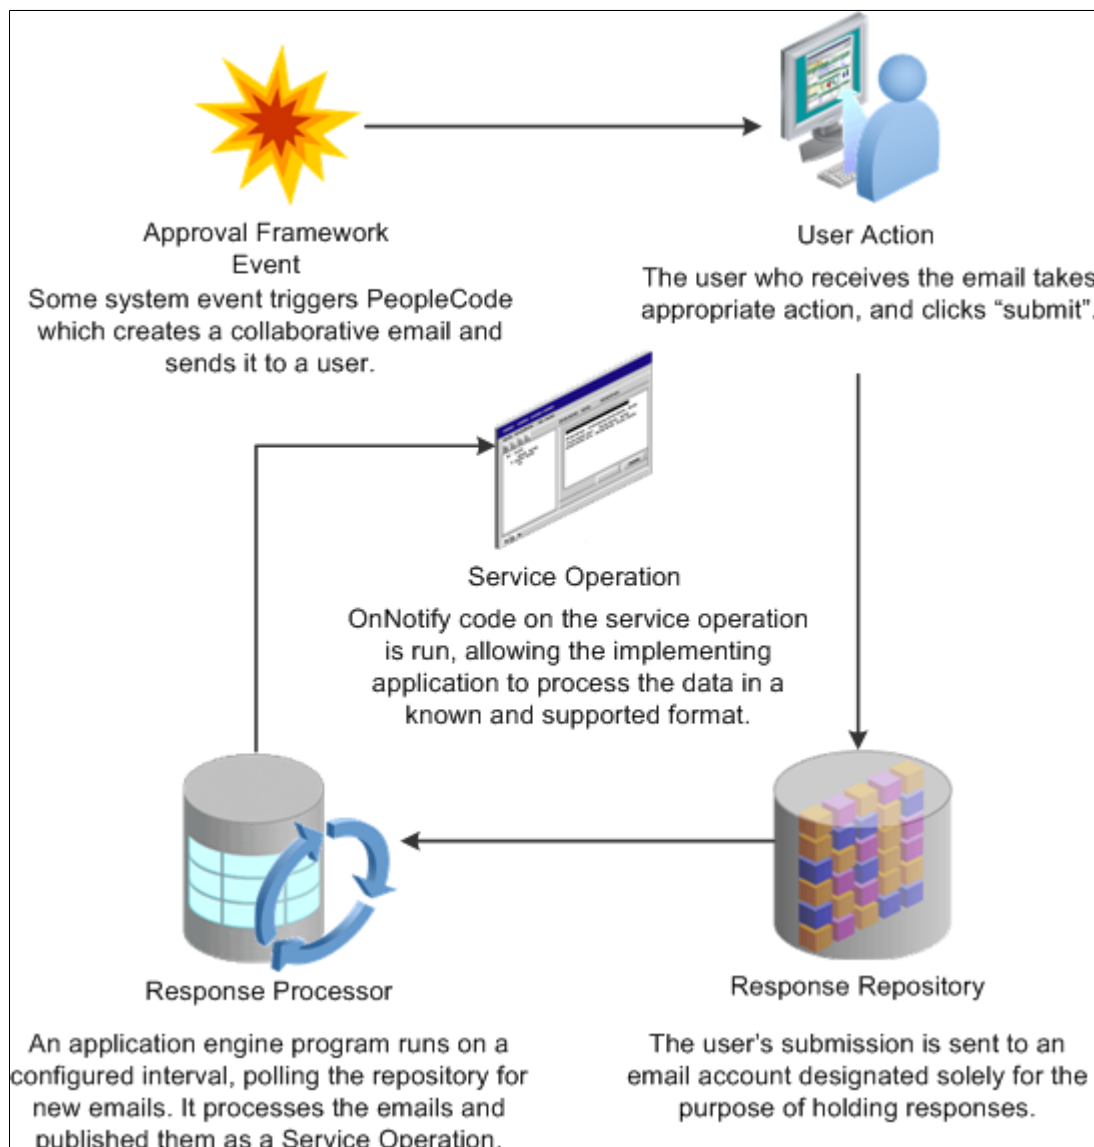 Approval Framework
Event
Some system event triggers PeopleCode
which creates a collaborative email and
sends it to a user.
User Action
The user who receives the email takes
appropriate action, and clicks “submit”.
Service Operation
OnNotify code on the service operation
is run, allowing the implementing
application to process the data in a
known and supported format.
Response Processor
An application engine program runs on a
configured interval, polling the repository for
new emails. It processes the emails and
published them as a Service Operation.
Response Repository
The user’s submission is sent to an
email account designated solely for the
purpose of holding responses.